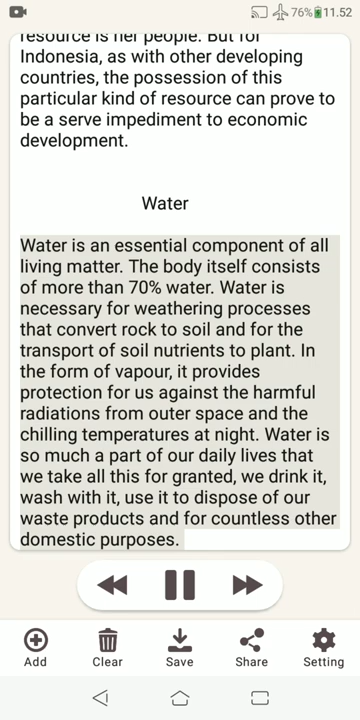 76% 11.52
resource is her people. But for
Indonesia, as with other developing
countries, the possession of this
particular kind of resource can prove to
be a serve impediment to economic
development.
Water
Water is an essential component of all
living matter. The body itself consists
of more than 70% water. Water is
necessary for weathering processes
that convert rock to soil and for the
transport of soil nutrients to plant. In
the form of vapour, it provides
protection for us against the harmful
radiations from outer space and the
chilling temperatures at night. Water is
so much a part of our daily lives that
we take all this for granted, we drink it,
wash with it, use it to dispose of our
waste products and for countless other
domestic purposes.
Add Clear Save Share Setting